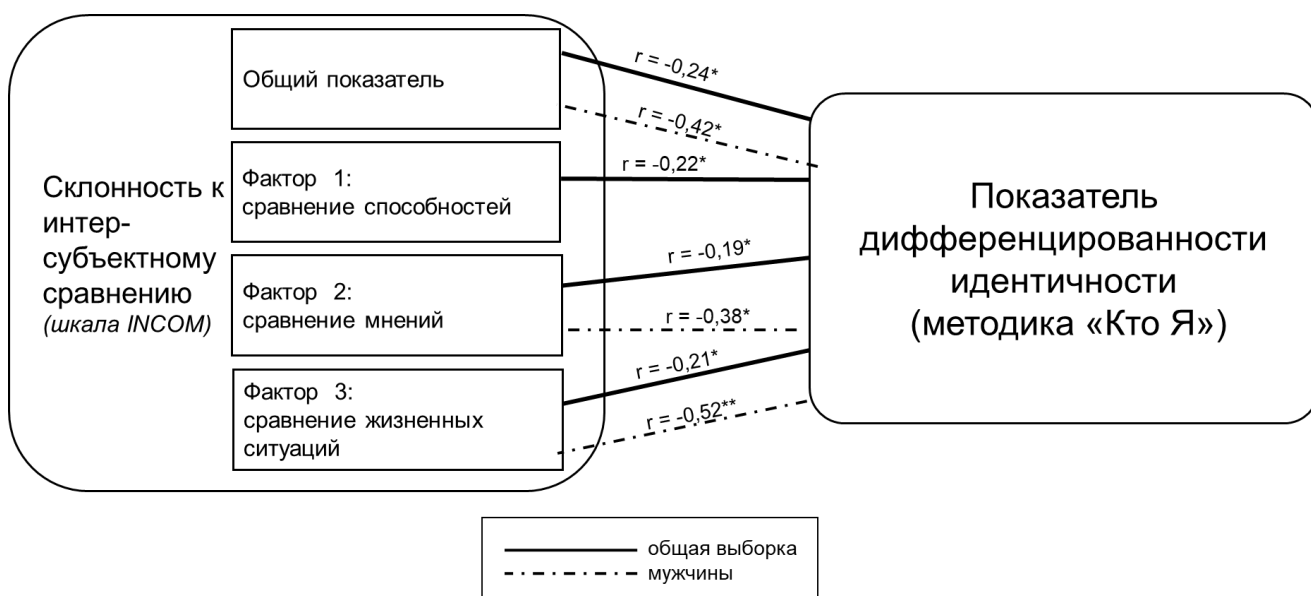 Склонность к
интер-
субъектному
сравнению
(шкала INCOM)
Общий показатель
Фактор 1:
сравнение способностей
Фактор 2:
сравнение мнений
Фактор 3:
сравнение жизненных
ситуаций
r = -0,24*
r = -0,42*
r = -0,22*
r = -0,19*
r = -0,38*
r = -0,21*
r = -0,52**
Показатель
дифференцированности
идентичности
(методика «Кто Я»)
общая выборка
мужчины